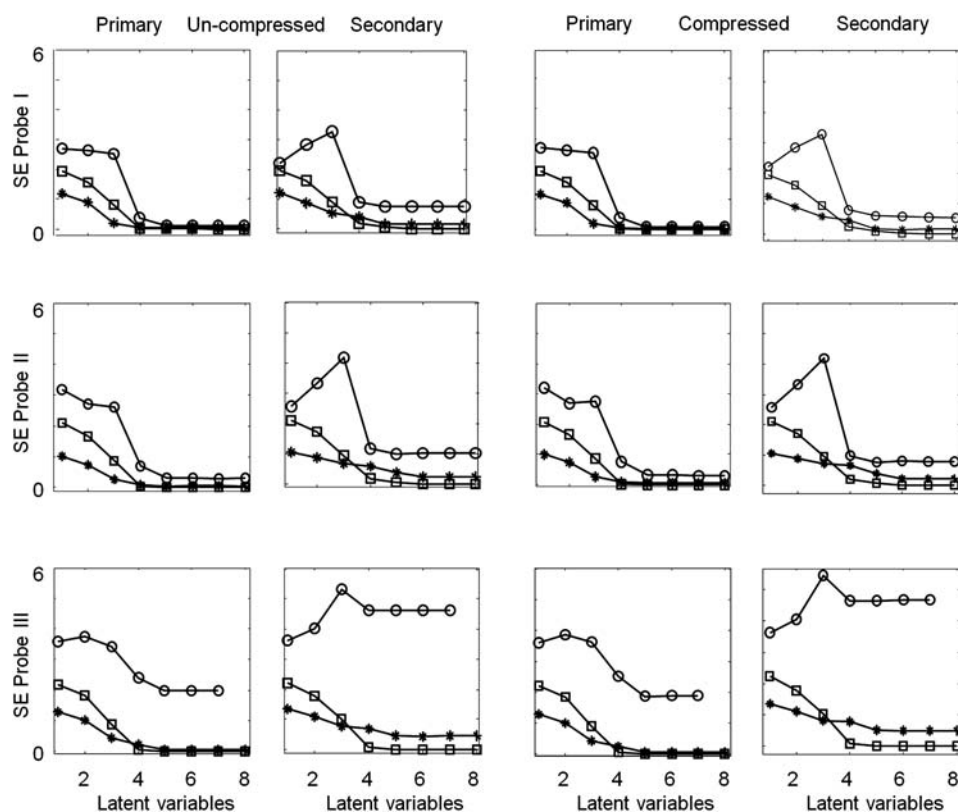 Primary Un-compressed Secondary Primary Compressed Secondary
6
SE Probe I
0
6
SE Probe II
0
6
SE Probe III
0
2 4 6 8 2 4 6 8 2 4 6 8 2 4 6 8
Latent variables Latent variables Latent variables Latent variables